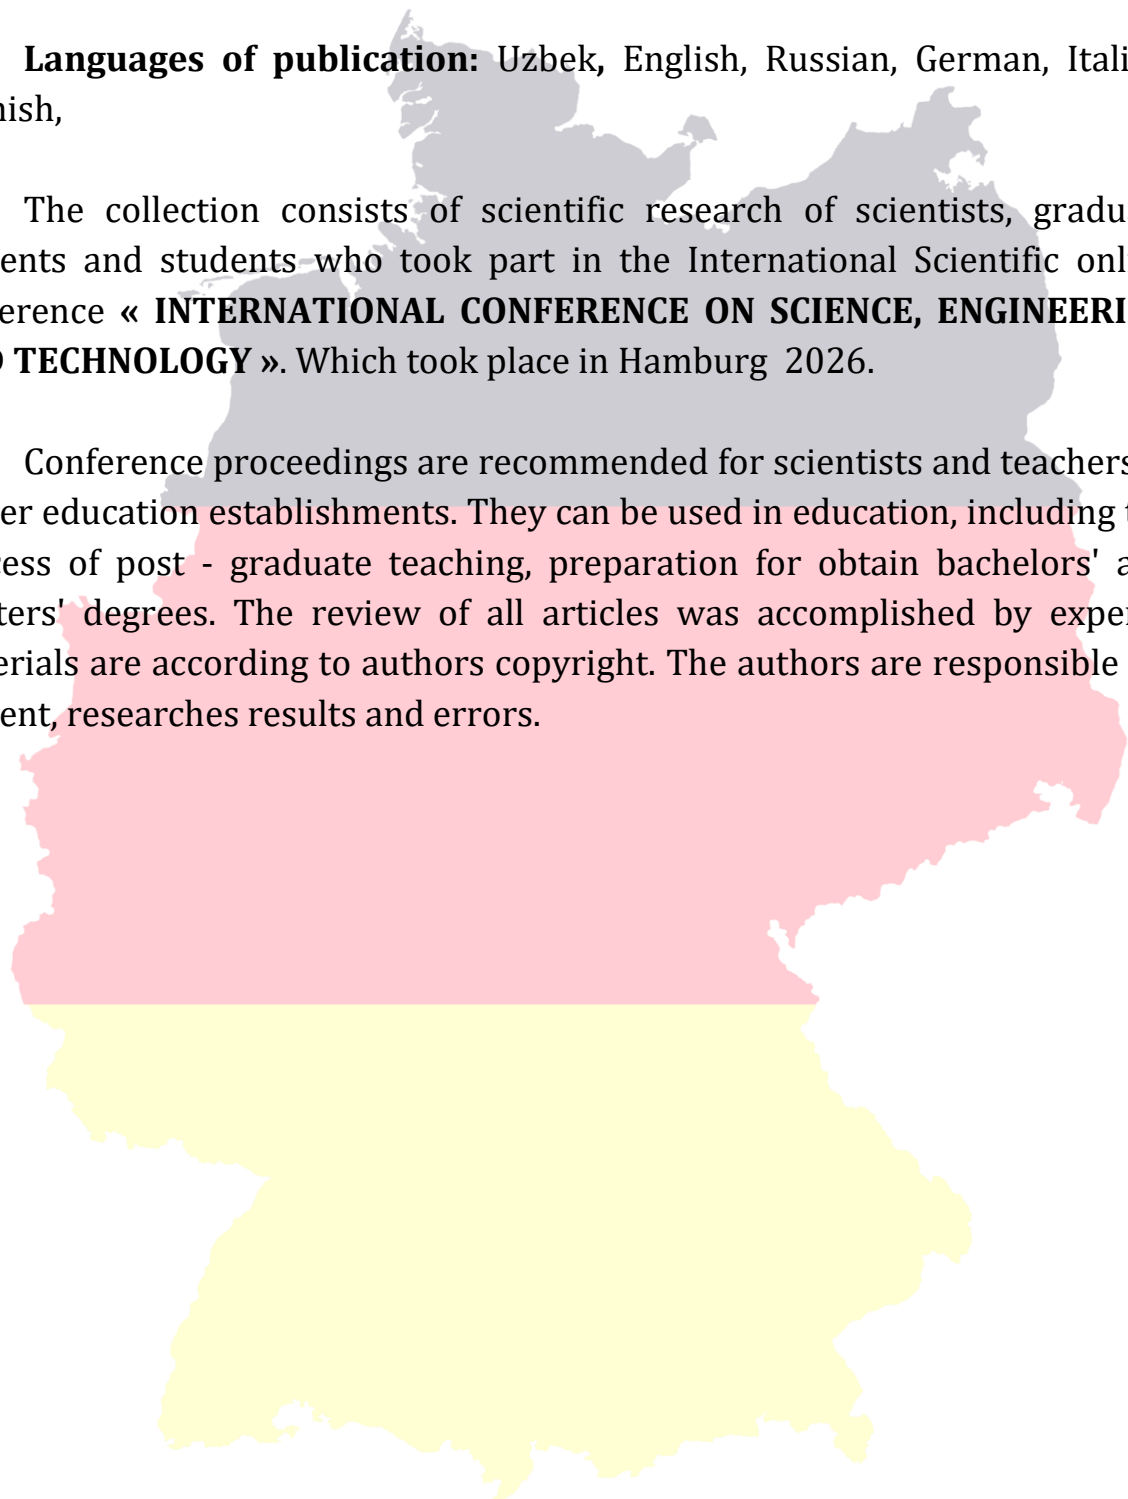 Languages of publication: Uzbek, English, Russian, German, Itali
nish,
The collection consists of scientific research of scientists, gradu
ents and students who took part in the International Scientific onl
erence « INTERNATIONAL CONFERENCE ON SCIENCE, ENGINEERI
D TECHNOLOGY ». Which took place in Hamburg 2026.
Conference proceedings are recommended for scientists and teachers
er education establishments. They can be used in education, including t
cess of post - graduate teaching, preparation for obtain bachelors' a
ters' degrees. The review of all articles was accomplished by exper
erials are according to authors copyright. The authors are responsible
ent, researches results and errors.